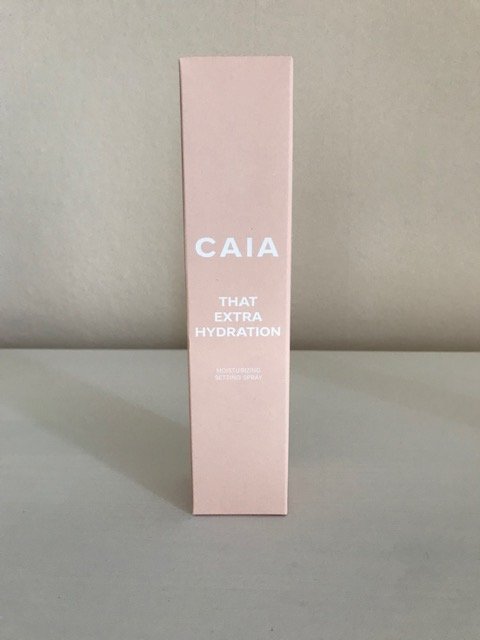 CAIA
THAT
EXTRA
HYDRATION
MOISTURIZING
SETTING SPRAY